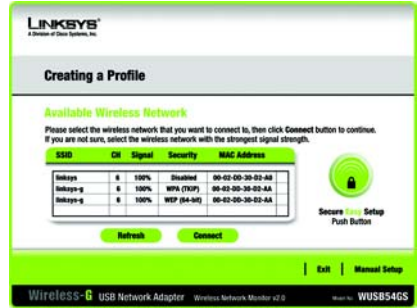 LINKSYS®
A Division of Cisco Systems, Inc.
Creating a Profile
Available Wireless Network
Please select the wireless network that you want to connect to, then click Connect button to continue.
If you are not sure, select the wireless network with the strongest signal strength.
SSID CH Signal Security MAC Address
linksys 6 100% Disabled 00-02-DD-30-D2-A0
linksys-g 6 100% WPA (TKIP) 00-02-DD-30-D2-AA
linksys-g 6 100% WEP (64-bit) 00-02-DD-30-D2-AA
Secure Easy Setup
Push Button
Refresh Connect
Exit Manual Setup
Wireless-G USB Network Adapter Wireless Network Monitor v2.0 Model No. WUSB54GS